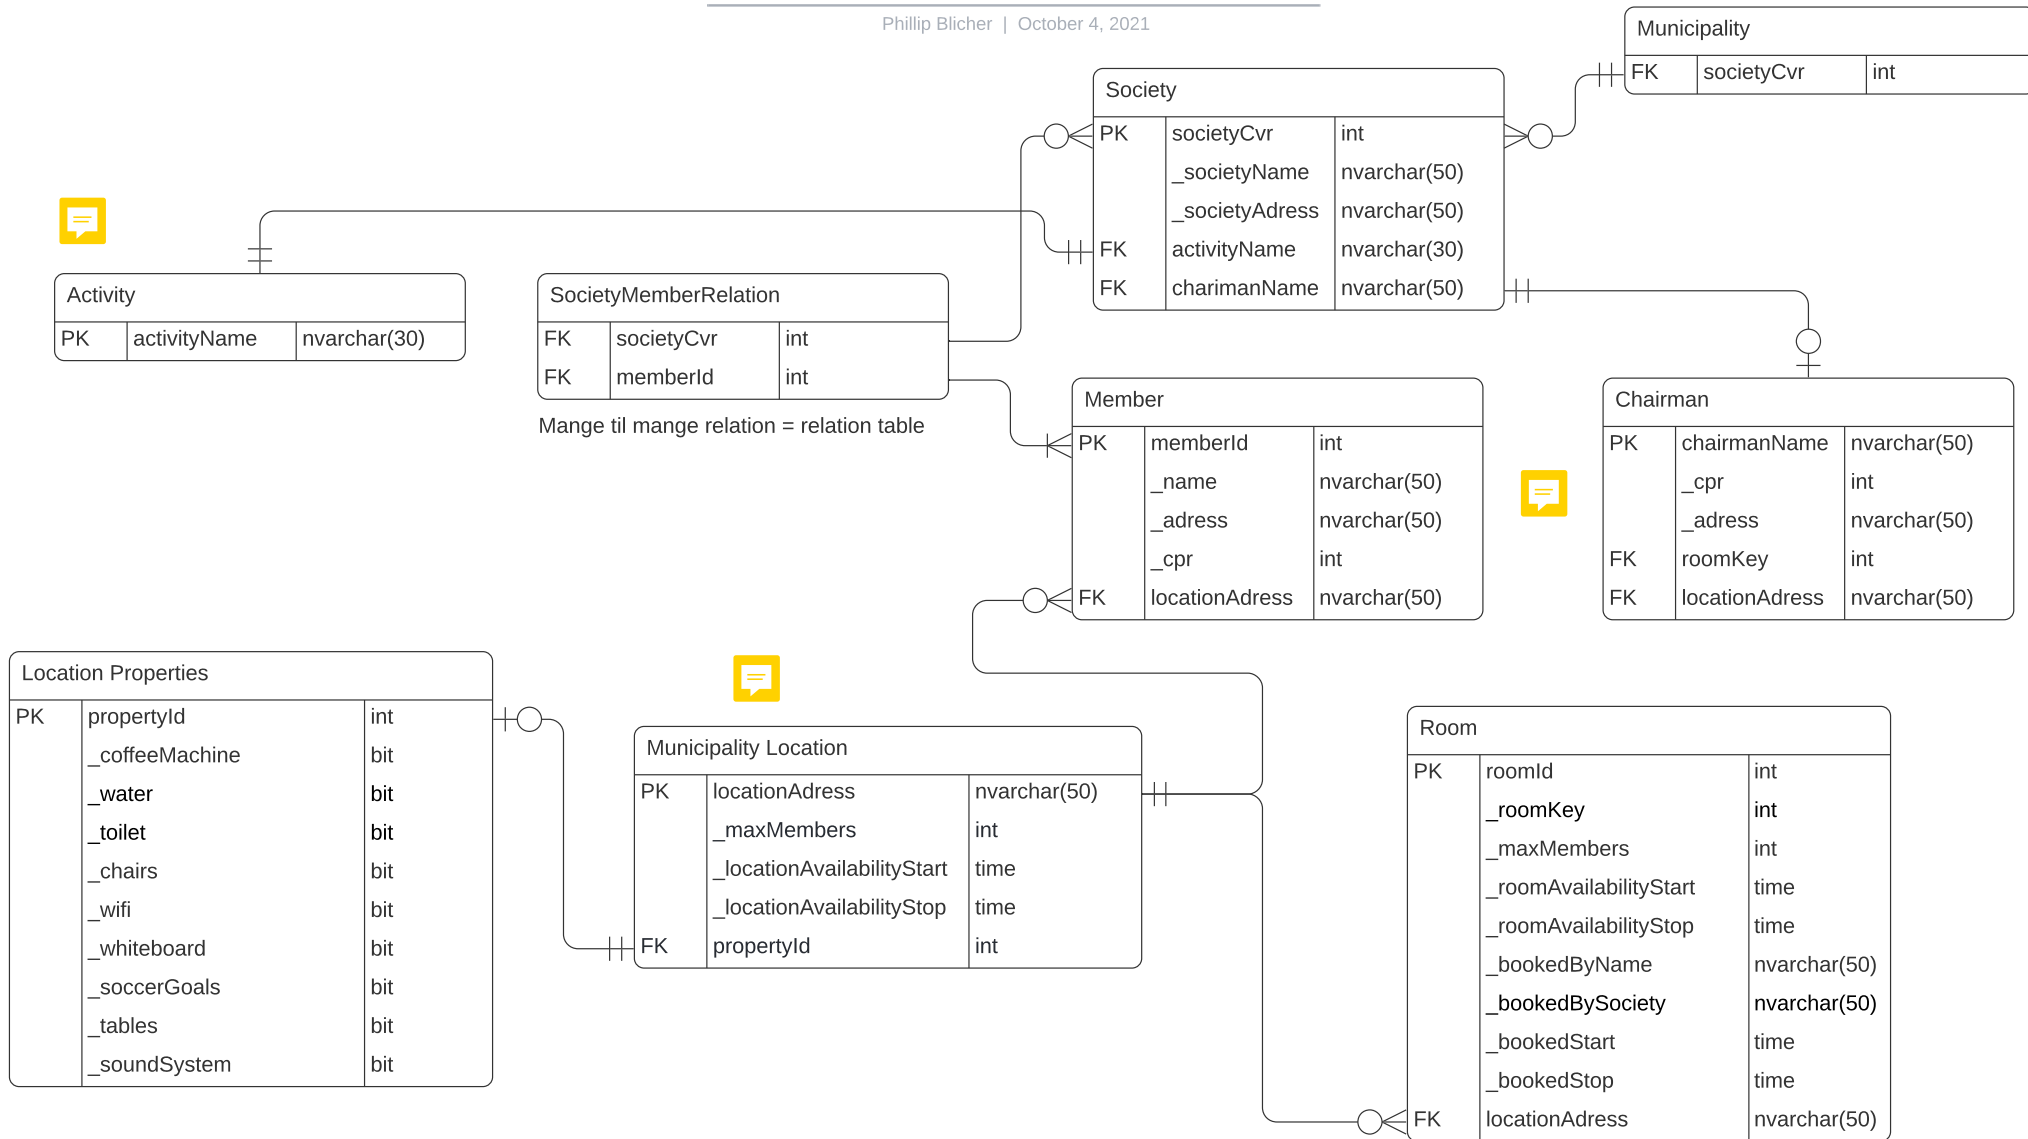 Phillip Blicher | October 4, 2021
Municipality
FK societyCvr int
Society
PK societyCvr int
_societyName nvarchar(50)
_societyAdress nvarchar(50)
FK activityName nvarchar(30)
FK charimanName nvarchar(50)
Activity
PK activityName nvarchar(30)
SocietyMemberRelation
FK societyCvr int
FK memberId int
Mange til mange relation = relation table
Member
PK memberId int
_name nvarchar(50)
_adress nvarchar(50)
_cpr int
FK locationAdress nvarchar(50)
Chairman
PK chairmanName nvarchar(50)
_cpr int
_adress nvarchar(50)
FK roomKey int
FK locationAdress nvarchar(50)
Location Properties
PK propertyId int
_coffeeMachine bit
_water bit
_toilet bit
_chairs bit
_wifi bit
_whiteboard bit
_soccerGoals bit
_tables bit
_soundSystem bit
Municipality Location
PK locationAdress nvarchar(50)
_maxMembers int
_locationAvailabilityStart time
_locationAvailabilityStop time
FK propertyId int
Room
PK roomId int
_roomKey int
_maxMembers int
_roomAvailabilityStart time
_roomAvailabilityStop time
_bookedByName nvarchar(50)
_bookedBySociety nvarchar(50)
_bookedStart time
_bookedStop time
FK locationAdress nvarchar(50)